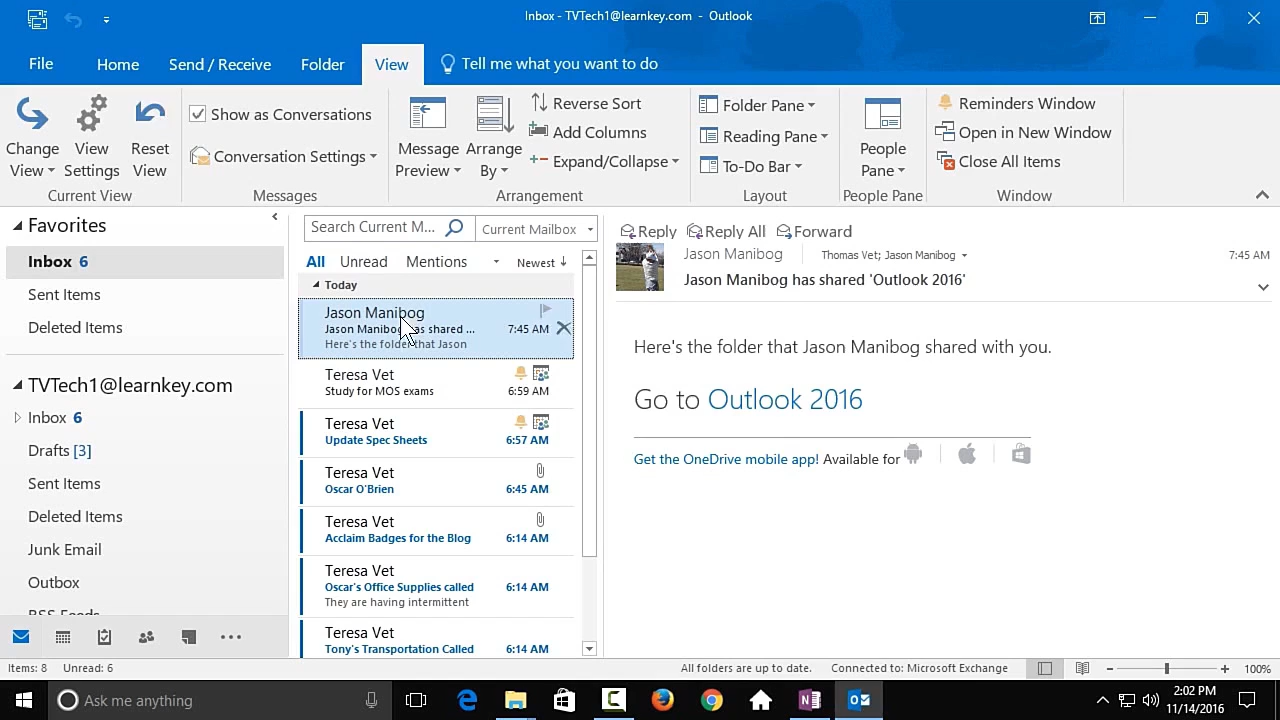 Inbox - TVTech1@learnkey.com - Outlook
File Home Send / Receive Folder View Tell me what you want to do
Change View
View Settings
Reset View
Current View
Show as Conversations
Conversation Settings
Messages
Message Preview
Arrange By
Reverse Sort
Add Columns
Expand/Collapse
Arrangement
Folder Pane
Reading Pane
To-Do Bar
Layout
People Pane
People Pane
Reminders Window
Open in New Window
Close All Items
Window
Favorites
Inbox 6
Sent Items
Deleted Items
TVTech1@learnkey.com
Inbox 6
Drafts [3]
Sent Items
Deleted Items
Junk Email
Outbox
RSS Feeds
Search Current M... Current Mailbox
All Unread Mentions Newest
Today
Jason Manibog
Jason Manibog has shared ... 7:45 AM
Here's the folder that Jason
Teresa Vet
Study for MOS exams 6:59 AM
Teresa Vet
Update Spec Sheets 6:57 AM
Teresa Vet
Oscar O'Brien 6:45 AM
Teresa Vet
Acclaim Badges for the Blog 6:14 AM
Teresa Vet
Oscar's Office Supplies called 6:14 AM
They are having intermittent
Teresa Vet
Tony's Transportation Called 6:14 AM
Reply Reply All Forward
Jason Manibog Thomas Vet; Jason Manibog 7:45 AM
Jason Manibog has shared 'Outlook 2016'
Here's the folder that Jason Manibog shared with you.
Go to Outlook 2016
Get the OneDrive mobile app! Available for
Items: 8 Unread: 6 All folders are up to date. Connected to: Microsoft Exchange 100%
Ask me anything
2:02 PM
11/14/2016